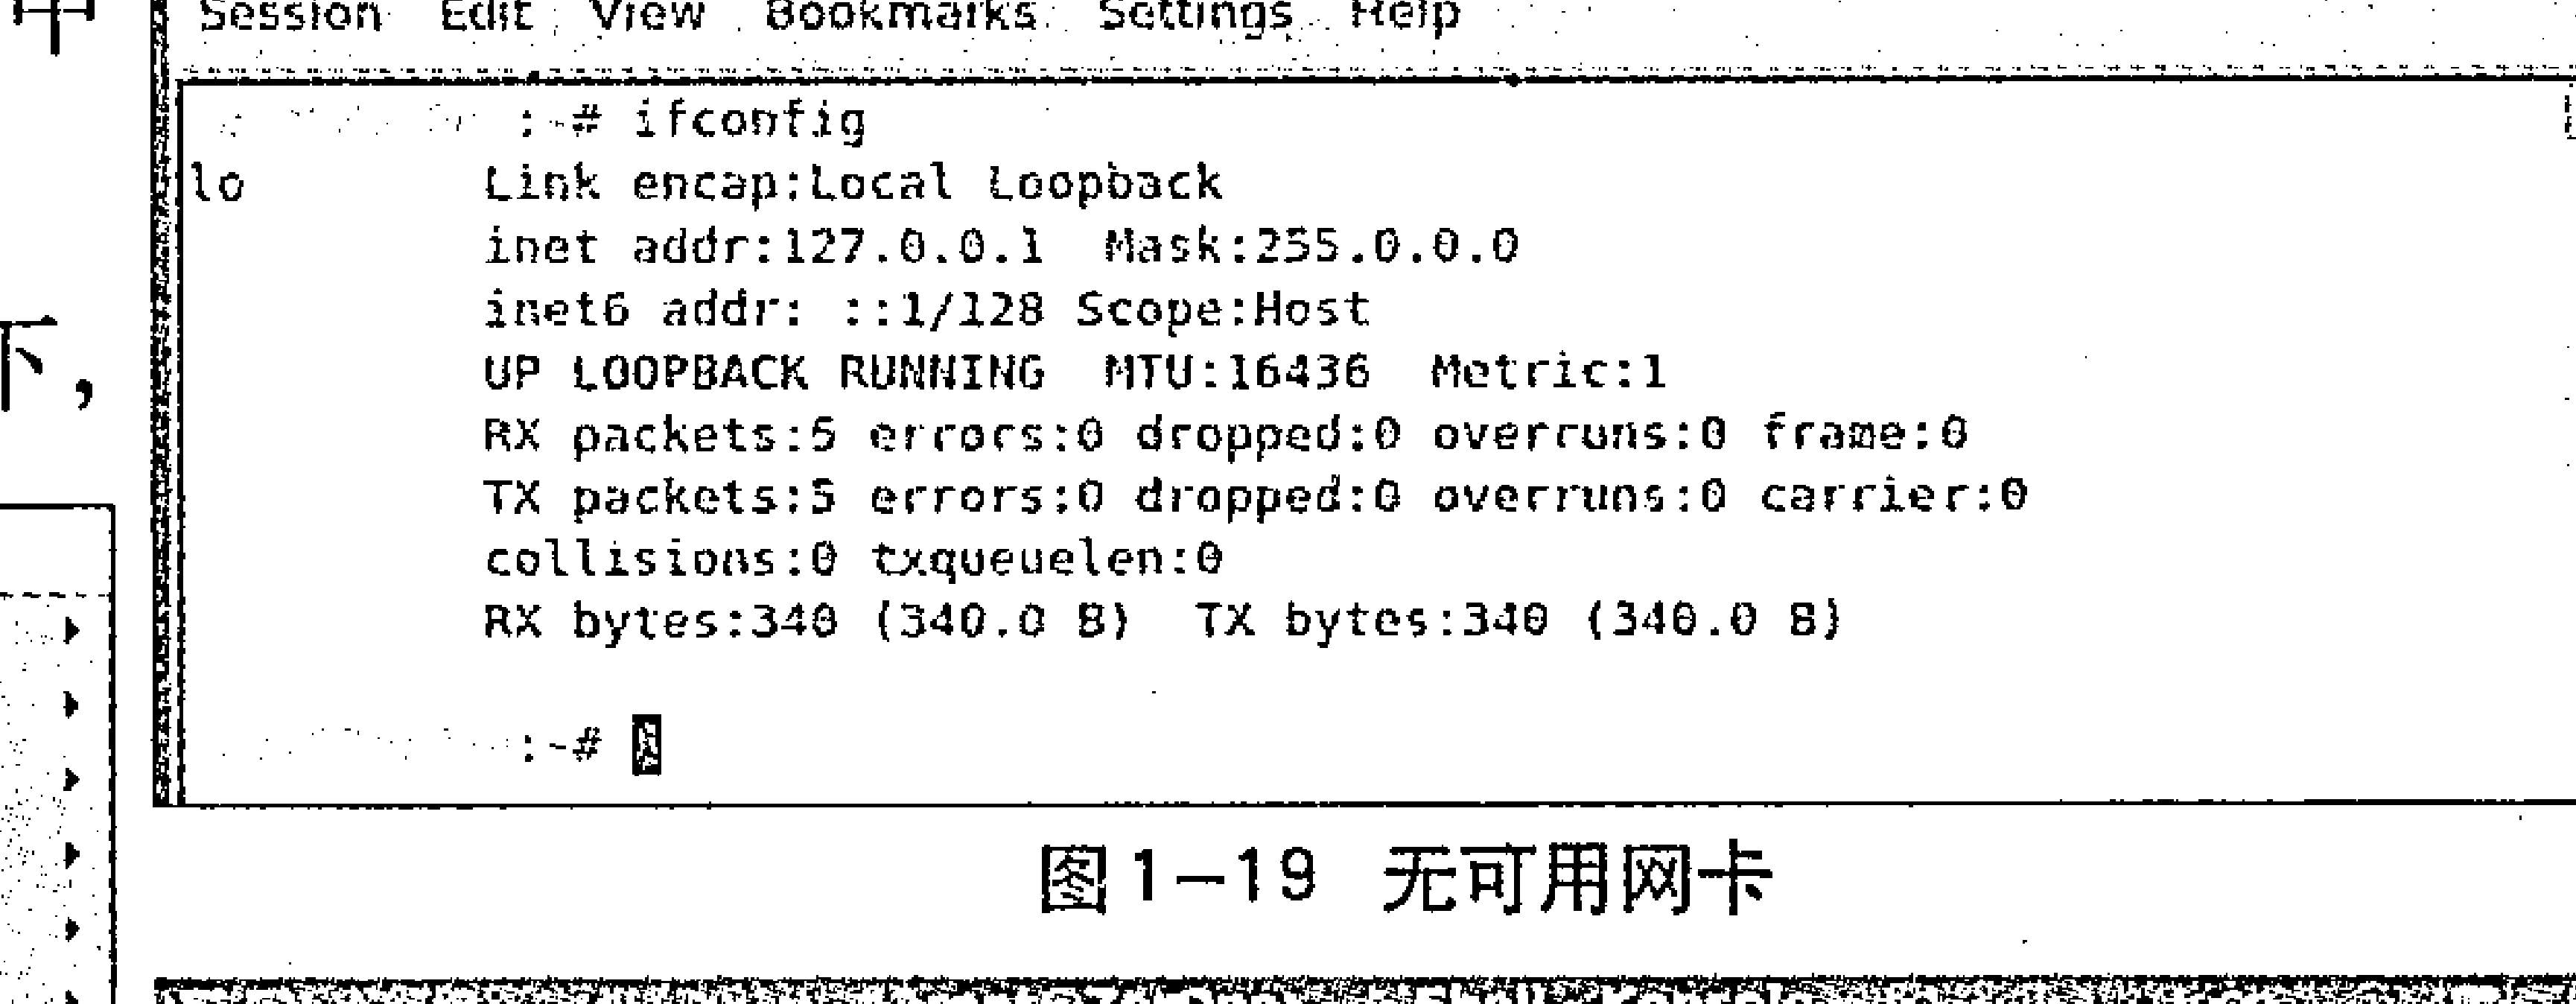 中
Session Edit View Bookmarks Settings Help
:~# ifconfig
lo Link encap:Local Loopback
inet addr:127.0.0.1 Mask:255.0.0.0
inet6 addr: ::1/128 Scope:Host
UP LOOPBACK RUNNING MTU:16436 Metric:1
RX packets:5 errors:0 dropped:0 overruns:0 frame:0
TX packets:5 errors:0 dropped:0 overruns:0 carrier:0
collisions:0 txqueuelen:0
RX bytes:340 (340.0 B) TX bytes:340 (340.0 B)
:~#
下,
图1-19 无可用网卡